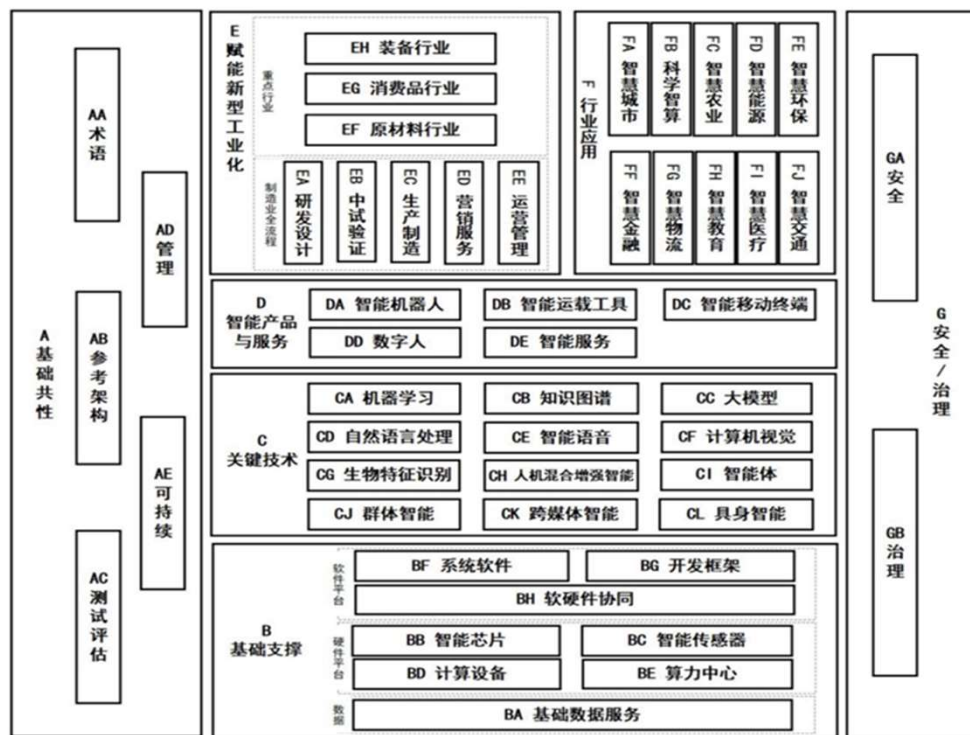 A 基础共性
AA 术语
AB 参考架构
AC 测试评估
AD 管理
AE 可持续
E 赋能新型工业化
重点行业
EH 装备行业
EG 消费品行业
EF 原材料行业
制造业全流程
EA 研发设计
EB 中试验证
EC 生产制造
ED 营销服务
EE 运营管理
F 行业应用
FA 智慧城市
FB 科学智算
FC 智慧农业
FD 智慧能源
FE 智慧环保
FF 智慧金融
FG 智慧物流
FH 智慧教育
FI 智慧医疗
FJ 智慧交通
D
智能产品
与服务
DA 智能机器人
DB 智能运载工具
DC 智能移动终端
DD 数字人
DE 智能服务
C
关键技术
CA 机器学习
CB 知识图谱
CC 大模型
CD 自然语言处理
CE 智能语音
CF 计算机视觉
CG 生物特征识别
CH 人机混合增强智能
CI 智能体
CJ 群体智能
CK 跨媒体智能
CL 具身智能
B
基础支撑
软件平台
BF 系统软件
BG 开发框架
BH 软硬件协同
硬件平台
BB 智能芯片
BC 智能传感器
BD 计算设备
BE 算力中心
数据
BA 基础数据服务
G 安全/治理
GA 安全
GB 治理